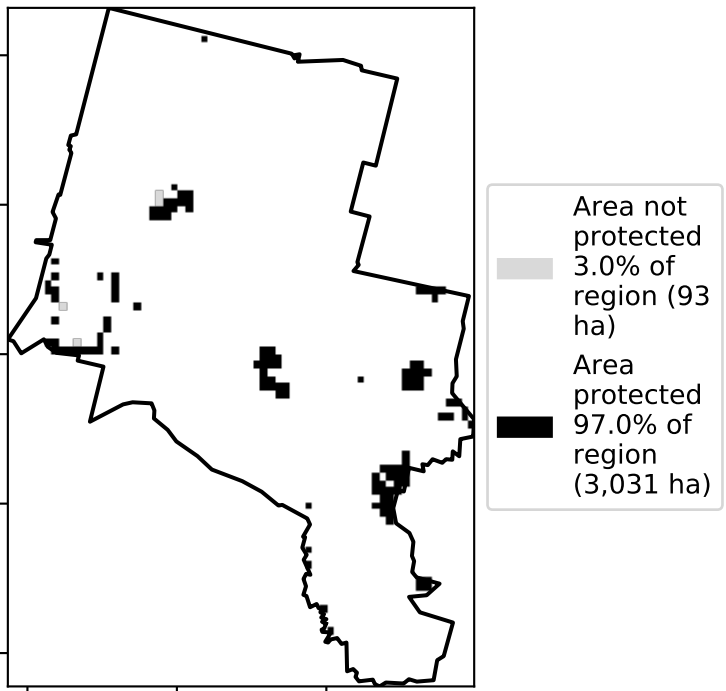 Area not
protected
3.0% of
region (93
ha)
Area
protected
97.0% of
region
(3,031 ha)